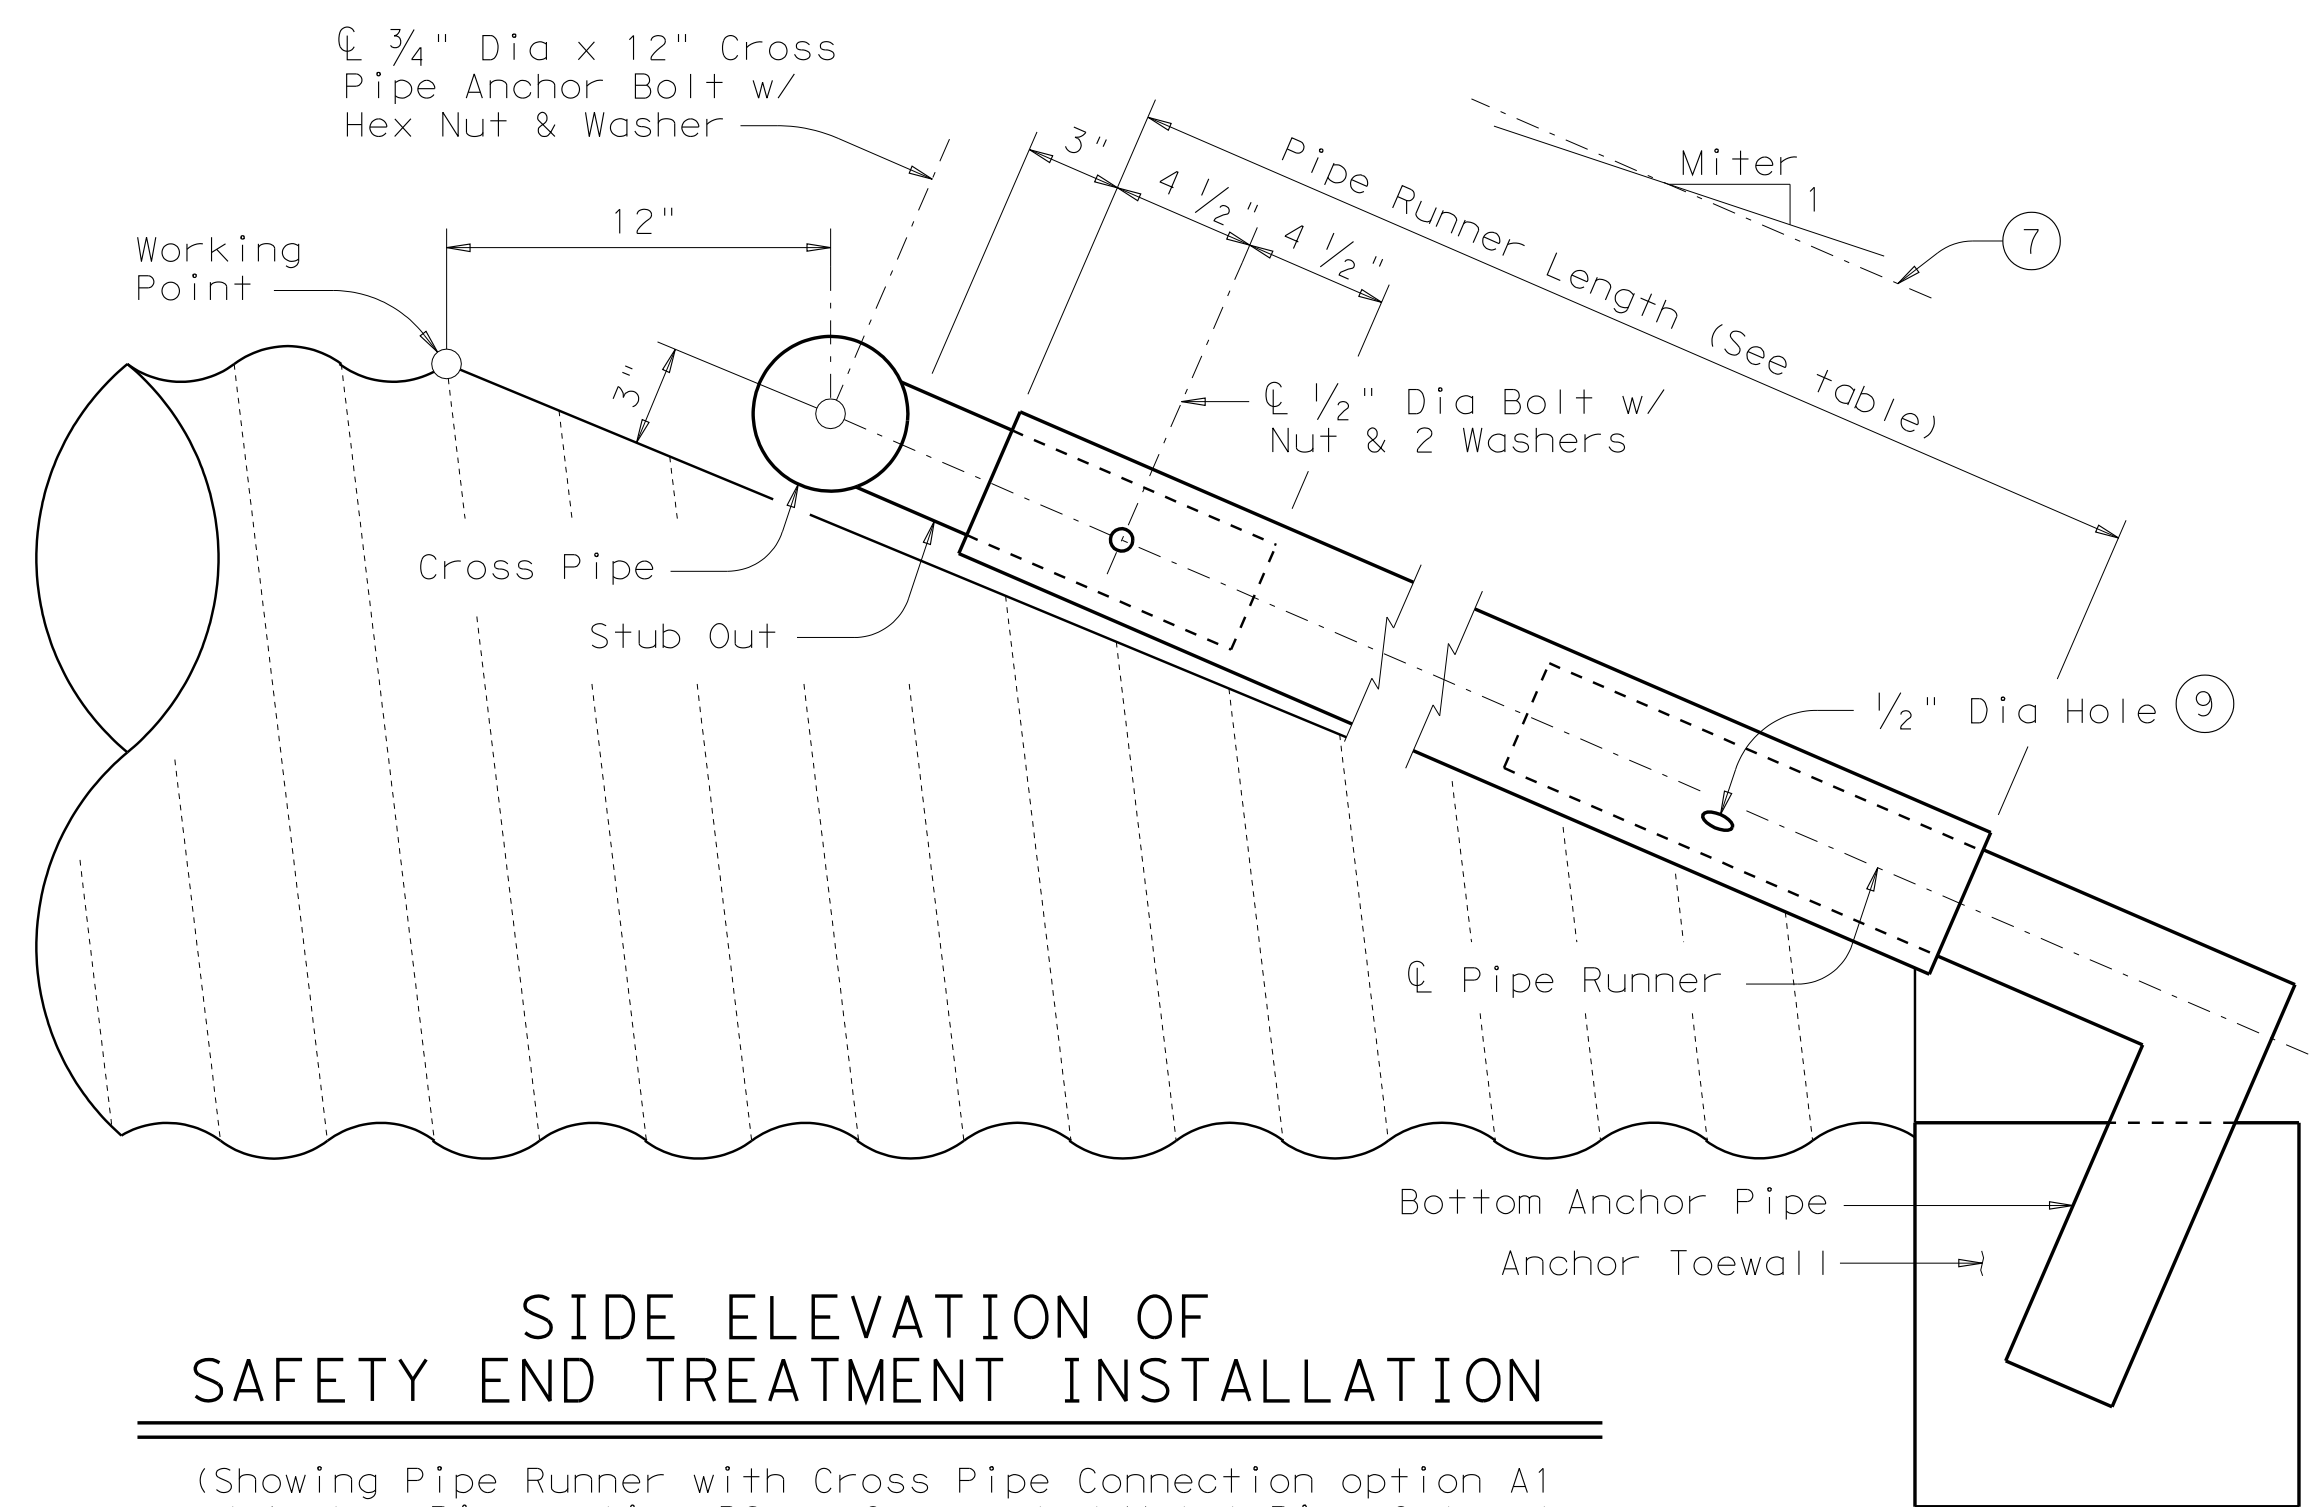 ℄ 3/4" Dia x 12" Cross
Pipe Anchor Bolt w/
Hex Nut & Washer
3"
4 1/2"
4 1/2"
Pipe Runner Length (See table)
Miter
1
7
12"
Working
Point
3"
℄ 1/2" Dia Bolt w/
Nut & 2 Washers
Cross Pipe
Stub Out
1/2" Dia Hole 9
℄ Pipe Runner
Bottom Anchor Pipe
Anchor Toewall
SIDE ELEVATION OF
SAFETY END TREATMENT INSTALLATION
(Showing Pipe Runner with Cross Pipe Connection option A1